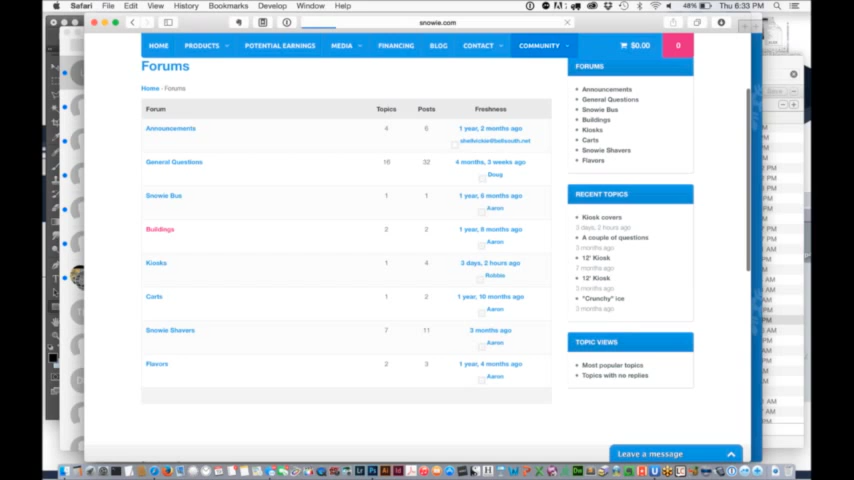 Safari File Edit View History Bookmarks Develop Window Help
48% Thu 6:33 PM
snowie.com
HOME PRODUCTS POTENTIAL EARNINGS MEDIA FINANCING BLOG CONTACT COMMUNITY $0.00 0
Forums
Home › Forums
Forum Topics Posts Freshness
Announcements 4 6 1 year, 2 months ago
General Questions 16 32 4 months, 3 weeks ago
Doug
Snowie Bus 1 1 1 year, 6 months ago
Aaron
Buildings 2 2 1 year, 8 months ago
Aaron
Kiosks 1 4 3 days, 2 hours ago
Robbie
Carts 1 2 1 year, 10 months ago
Aaron
Snowie Shavers 7 11 3 months ago
Aaron
Flavors 2 3 1 year, 4 months ago
Aaron
FORUMS
Announcements
General Questions
Snowie Bus
Buildings
Kiosks
Carts
Snowie Shavers
Flavors
RECENT TOPICS
Kiosk covers
3 days, 2 hours ago
A couple of questions
3 months ago
12' Kiosk
7 months ago
12' Kiosk
3 months ago
"Crunchy" ice
3 months ago
TOPIC VIEWS
Most popular topics
Topics with no replies
Leave a message